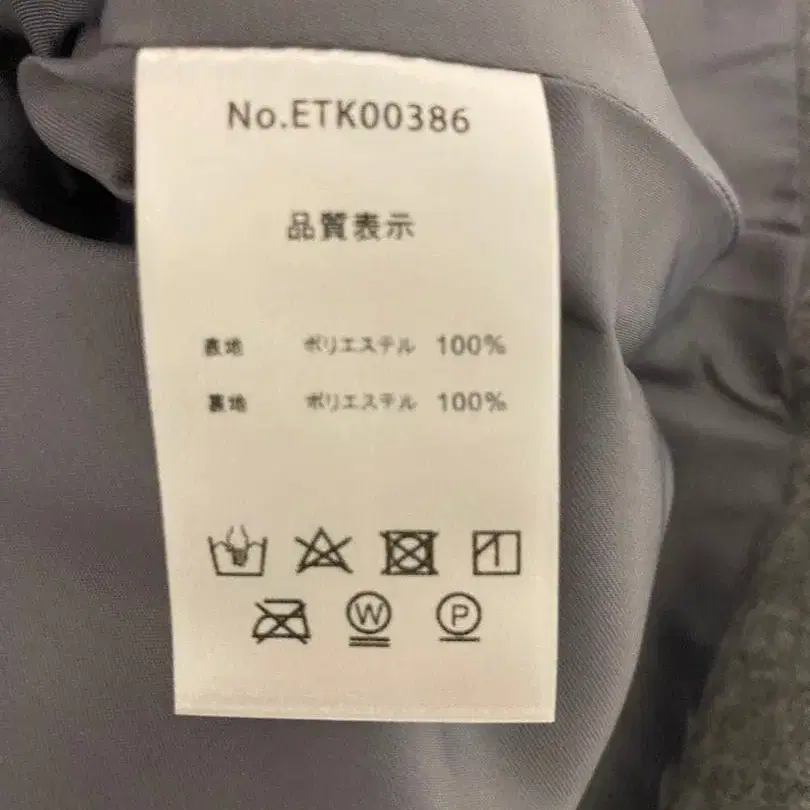 No.ETK00386
品質表示
表地 ポリエステル 100%
裏地 ポリエステル 100%
W P